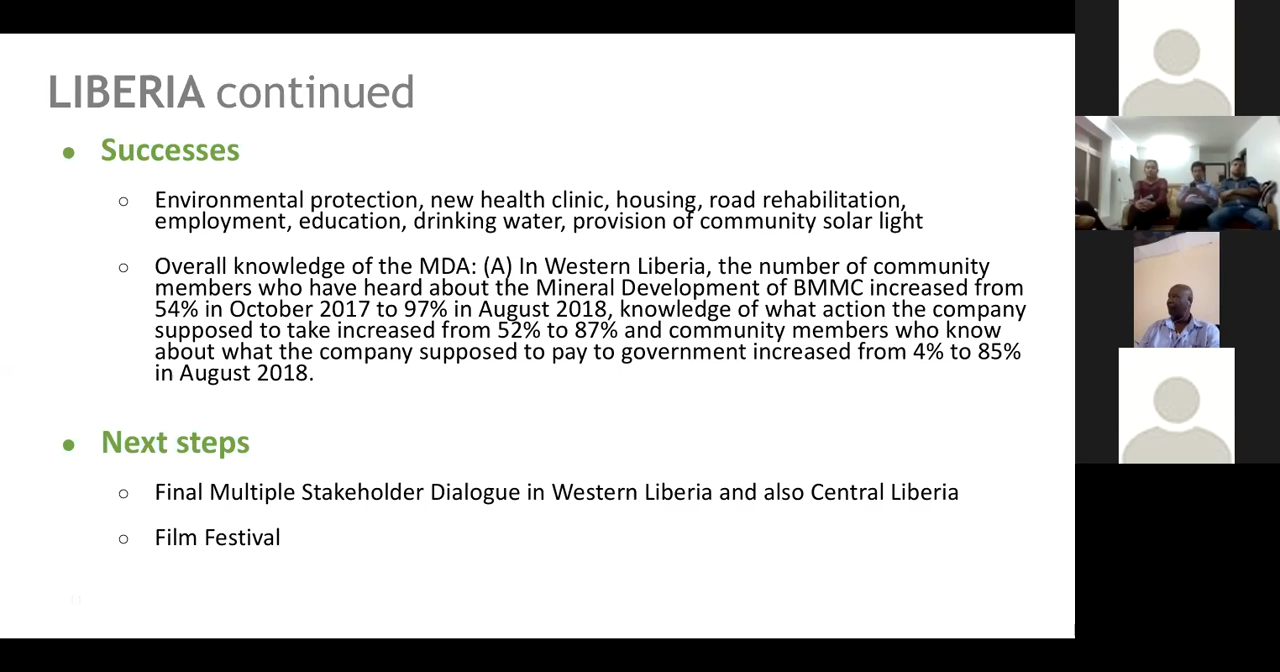 LIBERIA continued
● Successes
○ Environmental protection, new health clinic, housing, road rehabilitation,
employment, education, drinking water, provision of community solar light
○ Overall knowledge of the MDA: (A) In Western Liberia, the number of community
members who have heard about the Mineral Development of BMMC increased from
54% in October 2017 to 97% in August 2018, knowledge of what action the company
supposed to take increased from 52% to 87% and community members who know
about what the company supposed to pay to government increased from 4% to 85%
in August 2018.
● Next steps
○ Final Multiple Stakeholder Dialogue in Western Liberia and also Central Liberia
○ Film Festival
11